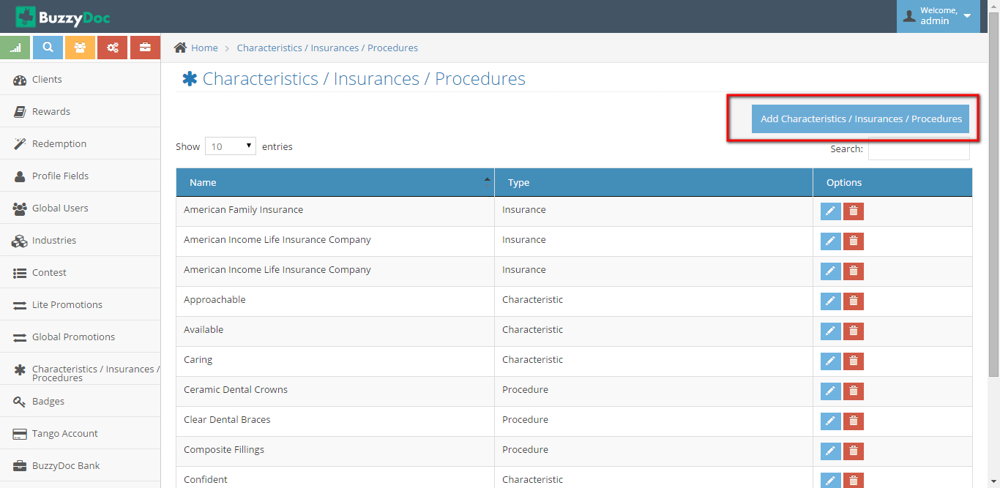 BuzzyDoc
Welcome,
admin
Home > Characteristics / Insurances / Procedures
Clients
Rewards
Redemption
Profile Fields
Global Users
Industries
Contest
Lite Promotions
Global Promotions
Characteristics / Insurances /
Procedures
Badges
Tango Account
BuzzyDoc Bank
Characteristics / Insurances / Procedures
Add Characteristics / Insurances / Procedures
Show 10 entries
Search:
Name Type Options
American Family Insurance Insurance
American Income Life Insurance Company Insurance
American Income Life Insurance Company Insurance
Approachable Characteristic
Available Characteristic
Caring Characteristic
Ceramic Dental Crowns Procedure
Clear Dental Braces Procedure
Composite Fillings Procedure
Confident Characteristic